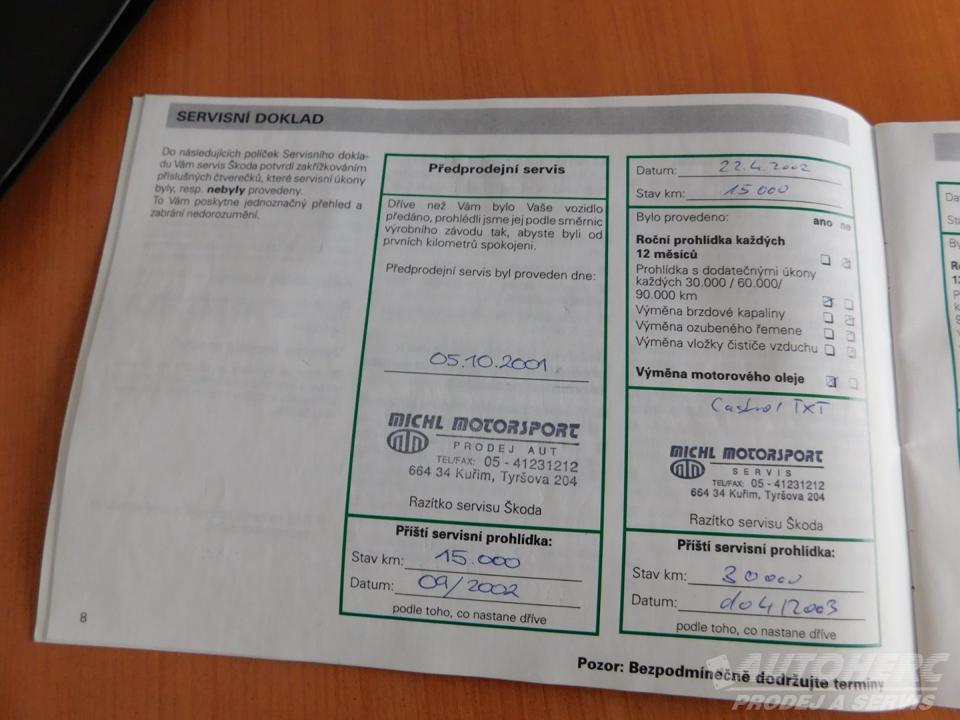 SERVISNÍ DOKLAD
Do následujících políček Servisního dokla-
du Vám servis Škoda potvrdí zakřížkováním
příslušných čtverečků, které servisní úkony
byly, resp. nebyly provedeny.
To Vám poskytne jednoznačný přehled a
zabrání nedorozumění.
Předprodejní servis
Dříve než Vám bylo Vaše vozidlo
předáno, prohlédli jsme jej podle směrnic
výrobního závodu tak, abyste byli od
prvních kilometrů spokojeni.
Předprodejní servis byl proveden dne:
05.10.2001
MICHL MOTORSPORT
PRODEJ AUT
TEL/FAX: 05 - 41231212
664 34 Kuřim, Tyršova 204
Razítko servisu Škoda
Příští servisní prohlídka:
Stav km: 15.000
Datum: 09/2002
podle toho, co nastane dříve
Datum: 22.4.2002
Stav km: 15000
Bylo provedeno: ano ne
Roční prohlídka každých
12 měsíců
Prohlídka s dodatečnými úkony
každých 30.000 / 60.000/
90.000 km
Výměna brzdové kapaliny
Výměna ozubeného řemene
Výměna vložky čističe vzduchu
Výměna motorového oleje
Castrol TXT
MICHL MOTORSPORT
SERVIS
TEL/FAX: 05 - 41231212
664 34 Kuřim, Tyršova 204
Razítko servisu Škoda
Příští servisní prohlídka:
Stav km: 30000
Datum: do 4/2003
podle toho, co nastane dříve
8
Pozor: Bezpodmínečně dodržujte termíny
AUTOHERC
PRODEJ A SERVIS